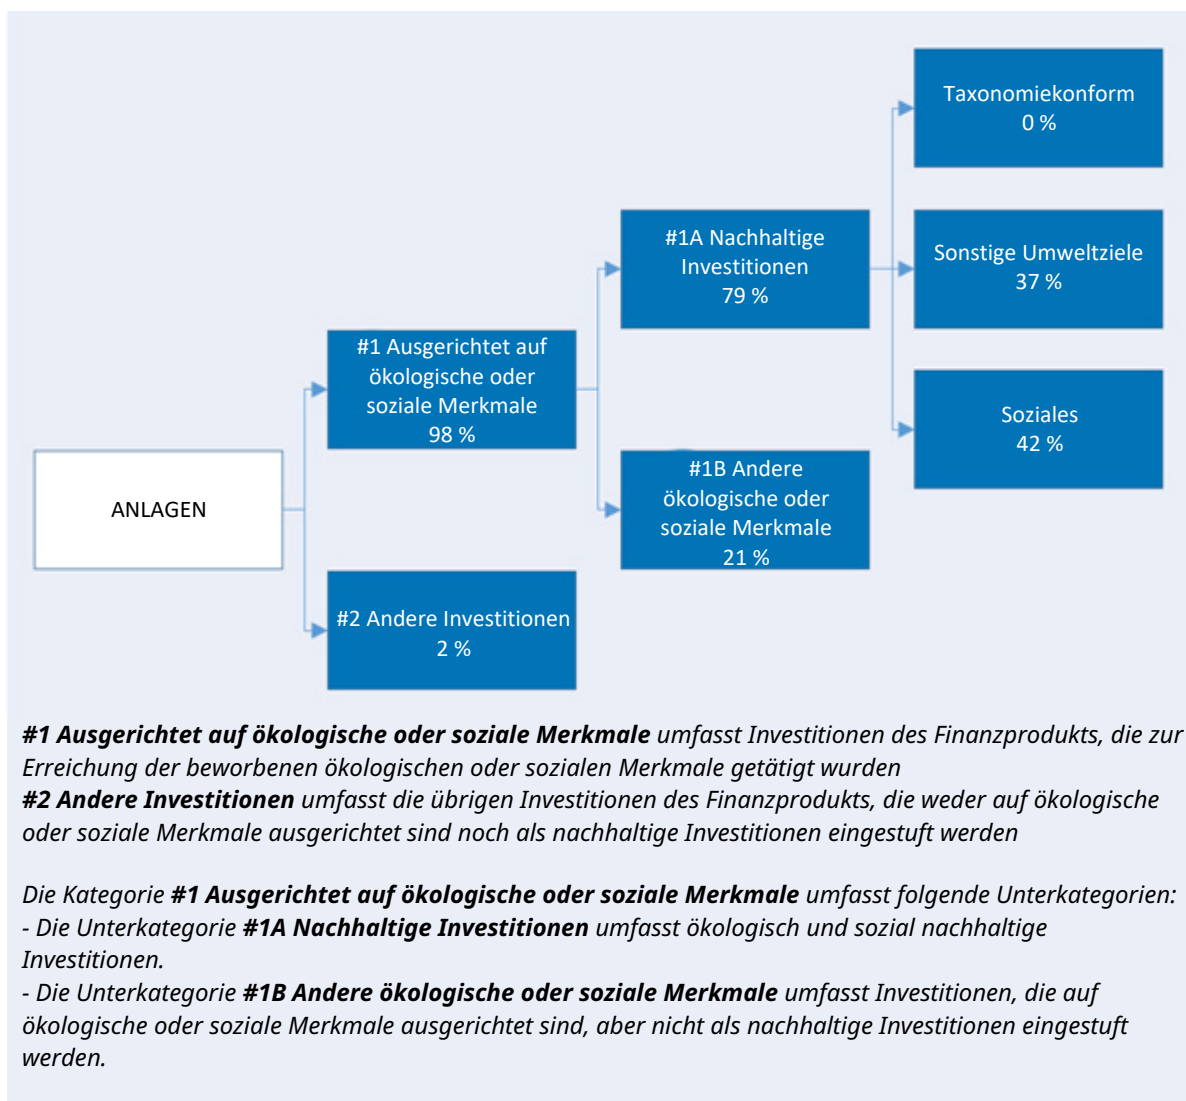 Taxonomiekonform
0 %
#1A Nachhaltige
Investitionen
79 %
Sonstige Umweltziele
37 %
#1 Ausgerichtet auf
ökologische oder
soziale Merkmale
98 %
Soziales
42 %
#1B Andere
ökologische oder
soziale Merkmale
21 %
ANLAGEN
#2 Andere Investitionen
2 %
#1 Ausgerichtet auf ökologische oder soziale Merkmale umfasst Investitionen des Finanzprodukts, die zur
Erreichung der beworbenen ökologischen oder sozialen Merkmale getätigt wurden
#2 Andere Investitionen umfasst die übrigen Investitionen des Finanzprodukts, die weder auf ökologische
oder soziale Merkmale ausgerichtet sind noch als nachhaltige Investitionen eingestuft werden
Die Kategorie #1 Ausgerichtet auf ökologische oder soziale Merkmale umfasst folgende Unterkategorien:
- Die Unterkategorie #1A Nachhaltige Investitionen umfasst ökologisch und sozial nachhaltige
Investitionen.
- Die Unterkategorie #1B Andere ökologische oder soziale Merkmale umfasst Investitionen, die auf
ökologische oder soziale Merkmale ausgerichtet sind, aber nicht als nachhaltige Investitionen eingestuft
werden.